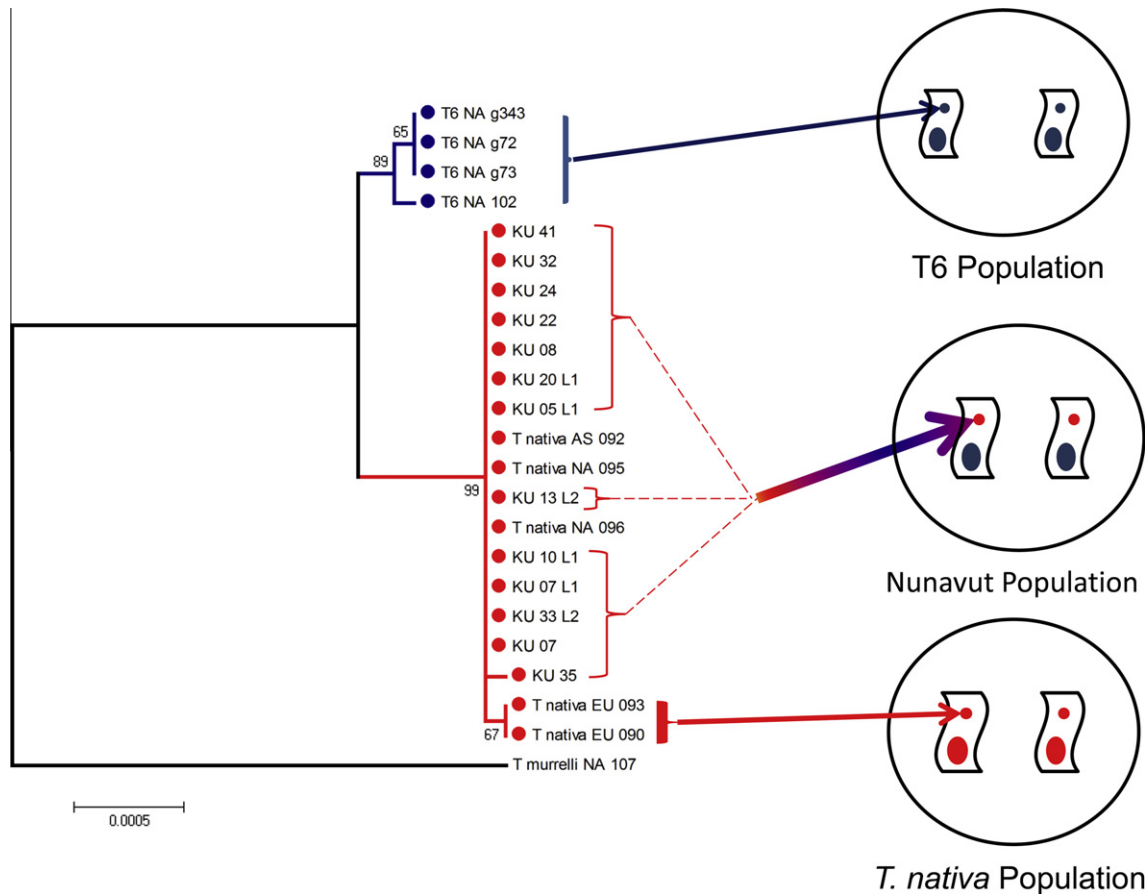 T6 NA g343
65
T6 NA g72
89
T6 NA g73
T6 NA 102
T6 Population
KU 41
KU 32
KU 24
KU 22
KU 08
KU 20 L1
KU 05 L1
T nativa AS 092
T nativa NA 095
99
KU 13 L2
T nativa NA 096
KU 10 L1
KU 07 L1
KU 33 L2
KU 07
KU 35
Nunavut Population
T nativa EU 093
67
T nativa EU 090
T murrelli NA 107
0.0005
T. nativa Population